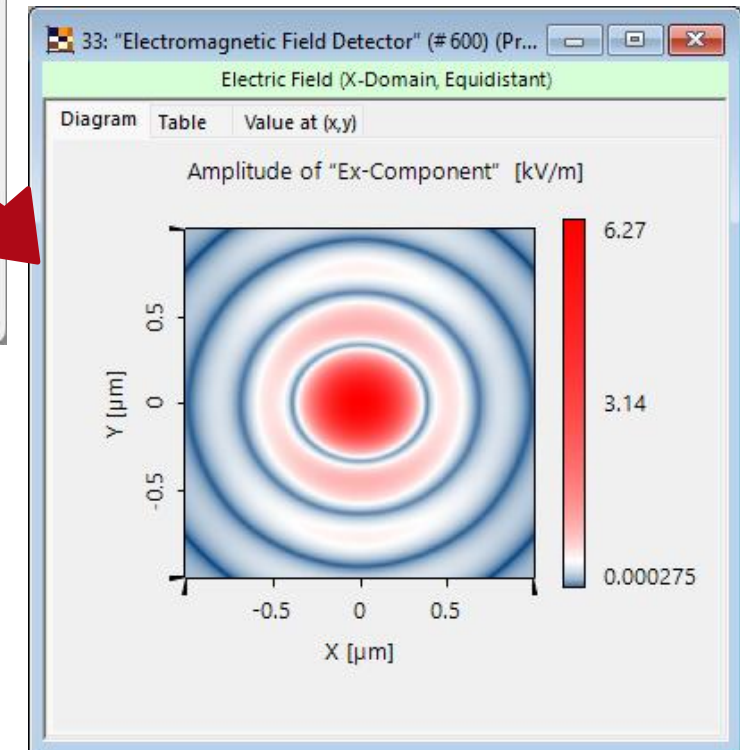 33: "Electromagnetic Field Detector" (# 600) (Pr...
Electric Field (X-Domain, Equidistant)
Diagram Table Value at (x,y)
Amplitude of "Ex-Component" [kV/m]
6.27
3.14
0.000275
Y [µm]
0.5
0
-0.5
-0.5 0 0.5
X [µm]